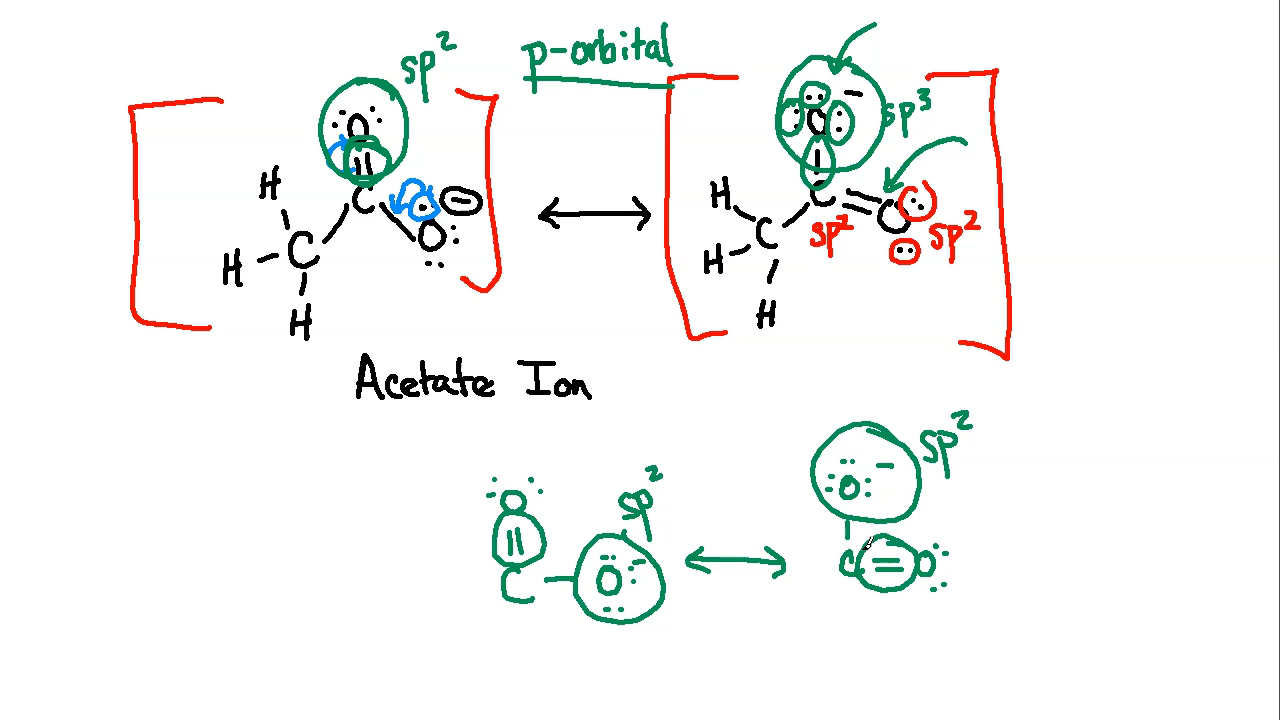 sp² p-orbital
O sp³
H C O H C O
sp² sp²
H C H C
H H
Acetate Ion
sp²
O sp² O
C O C O